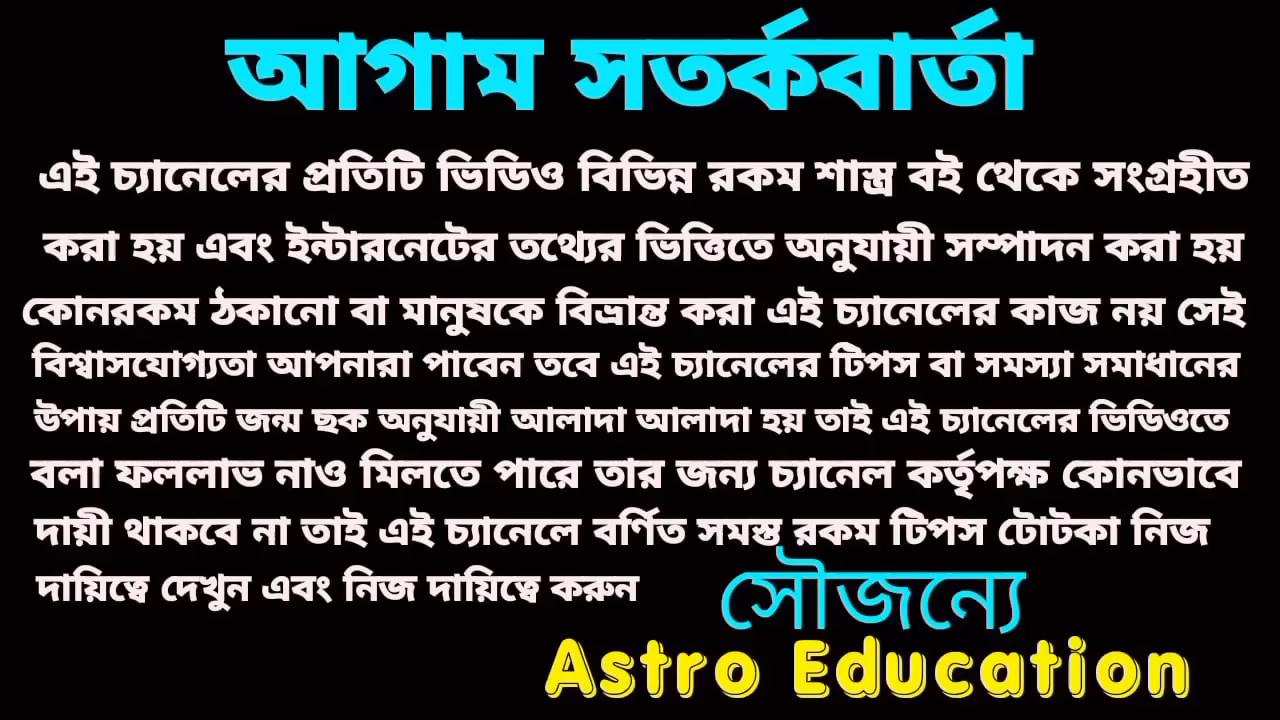 আগাম সতর্কবার্তা
এই চ্যানেলের প্রতিটি ভিডিও বিভিন্ন রকম শাস্ত্র বই থেকে সংগ্রহীত
করা হয় এবং ইন্টারনেটের তথ্যের ভিত্তিতে অনুযায়ী সম্পাদন করা হয়
কোনরকম ঠকানো বা মানুষকে বিভ্রান্ত করা এই চ্যানেলের কাজ নয় সেই
বিশ্বাসযোগ্যতা আপনারা পাবেন তবে এই চ্যানেলের টিপস বা সমস্যা সমাধানের
উপায় প্রতিটি জন্ম ছক অনুযায়ী আলাদা আলাদা হয় তাই এই চ্যানেলের ভিডিওতে
বলা ফললাভ নাও মিলতে পারে তার জন্য চ্যানেল কর্তৃপক্ষ কোনভাবে
দায়ী থাকবে না তাই এই চ্যানেলে বর্ণিত সমস্ত রকম টিপস টোটকা নিজ
দায়িত্বে দেখুন এবং নিজ দায়িত্বে করুন
সৌজন্যে
Astro Education